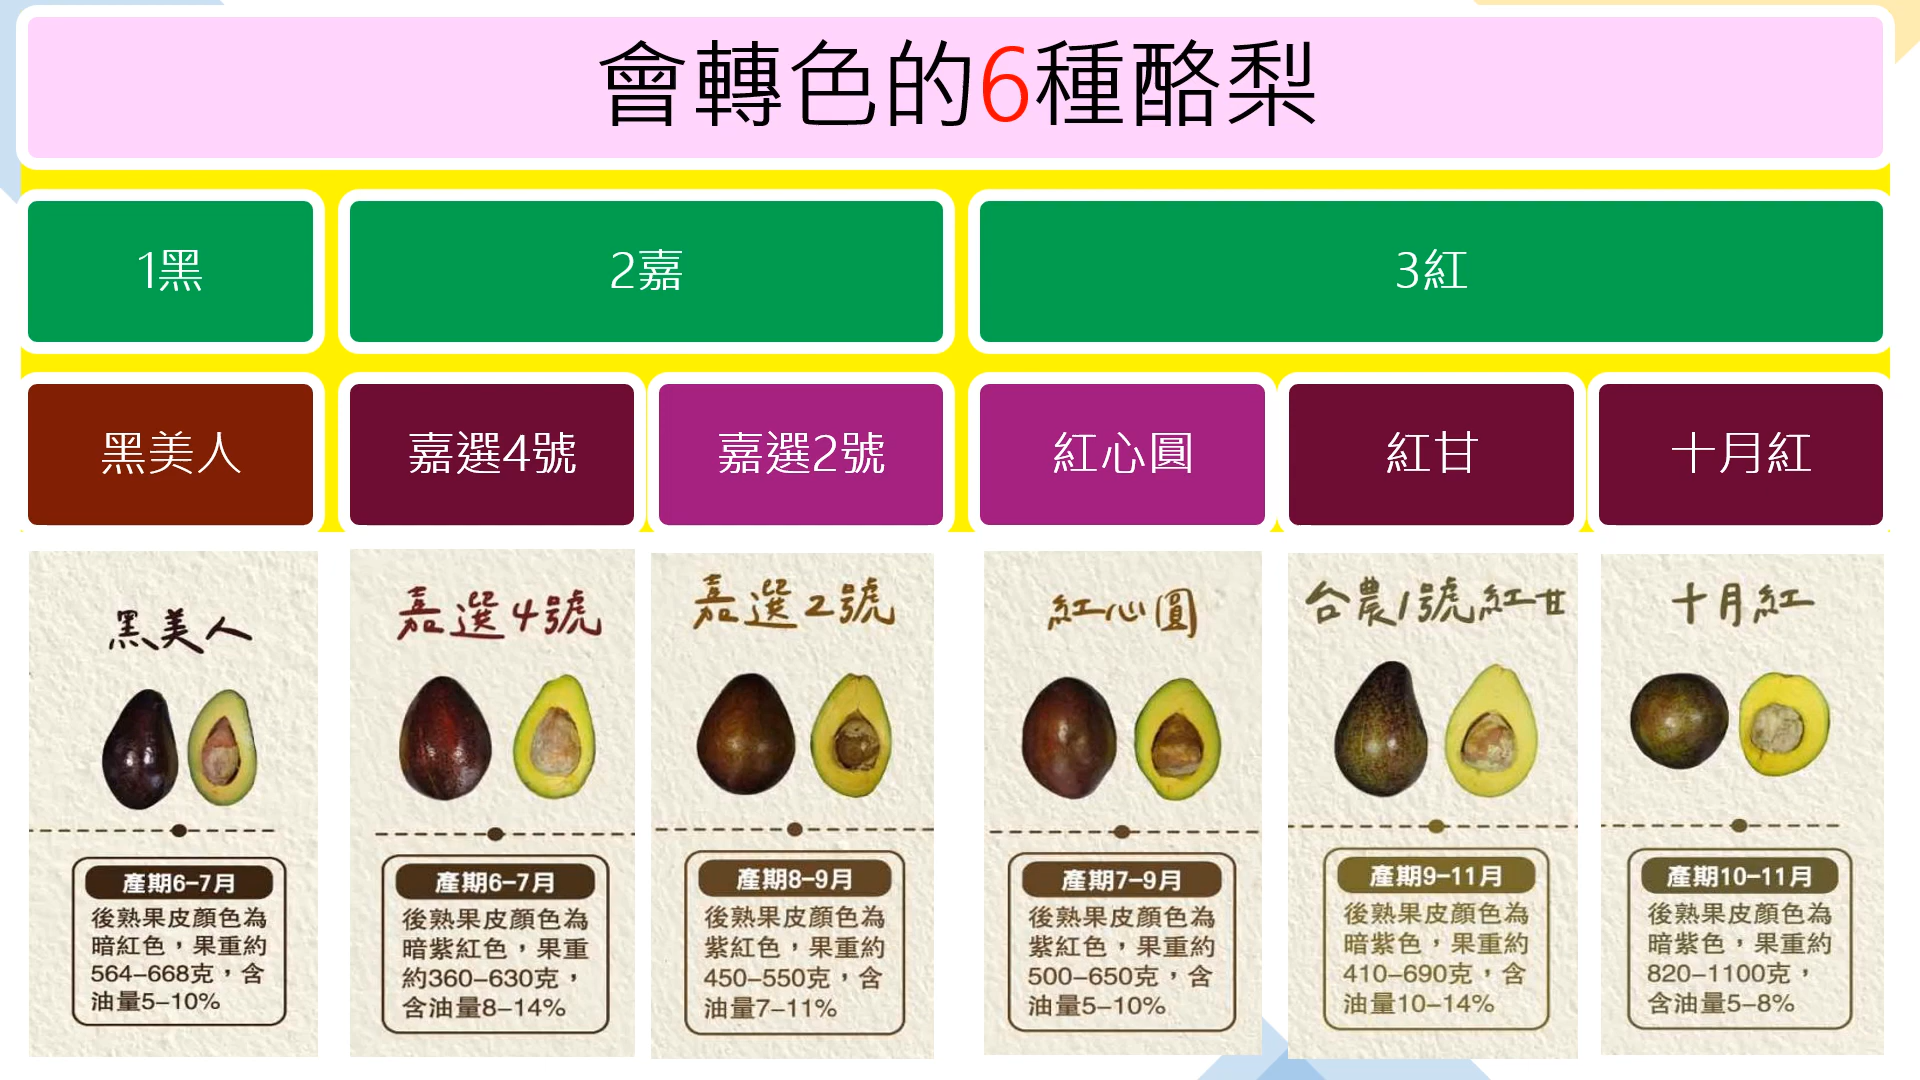 會轉色的6種酪梨
1黑
2嘉
3紅
黑美人
嘉選4號
嘉選2號
紅心圓
紅甘
十月紅
黑美人
產期6-7月
後熟果皮顏色為
暗紅色，果重約
564-668克，含
油量5-10%
嘉選4號
產期6-7月
後熟果皮顏色為
暗紫紅色，果重
約360-630克，
含油量8-14%
嘉選2號
產期8-9月
後熟果皮顏色為
紫紅色，果重約
450-550克，含
油量7-11%
紅心圓
產期7-9月
後熟果皮顏色為
紫紅色，果重約
500-650克，含
油量5-10%
台農1號紅甘
產期9-11月
後熟果皮顏色為
暗紫色，果重約
410-690克，含
油量10-14%
十月紅
產期10-11月
後熟果皮顏色為
暗紫色，果重約
820-1100克，
含油量5-8%